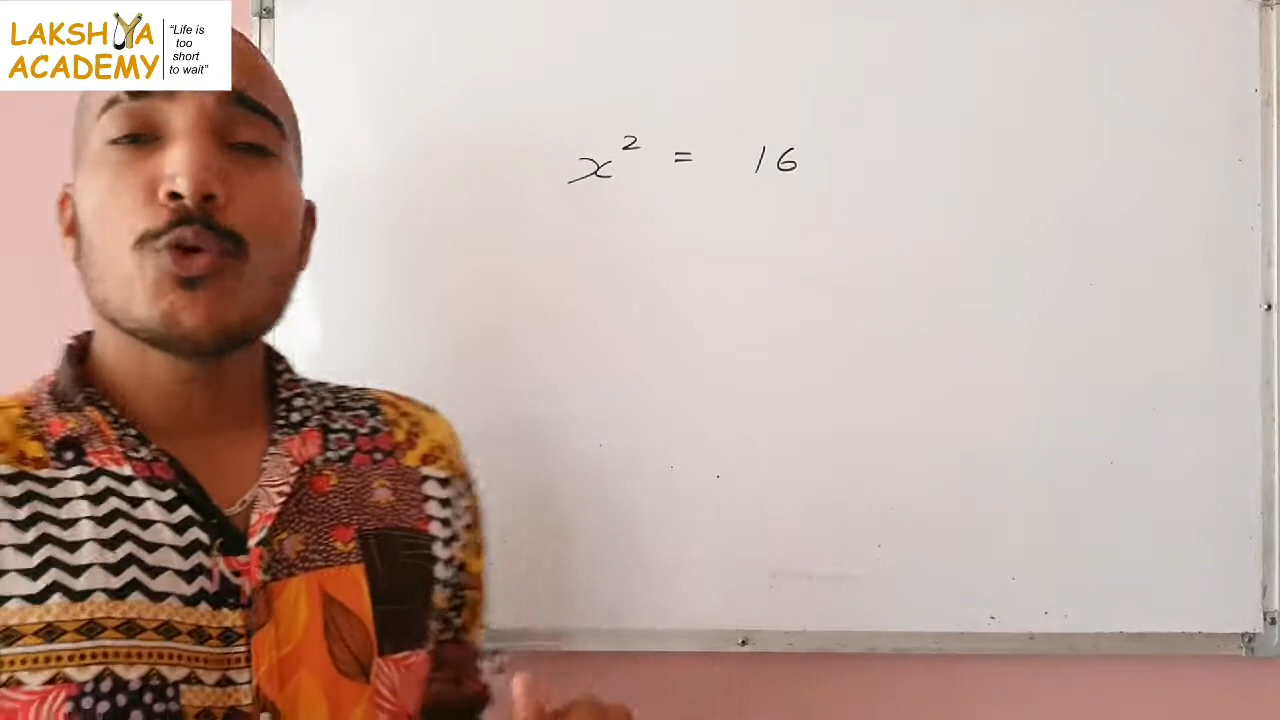 LAKSHYA
ACADEMY
"Life is
too
short
to wait"
x² = 16